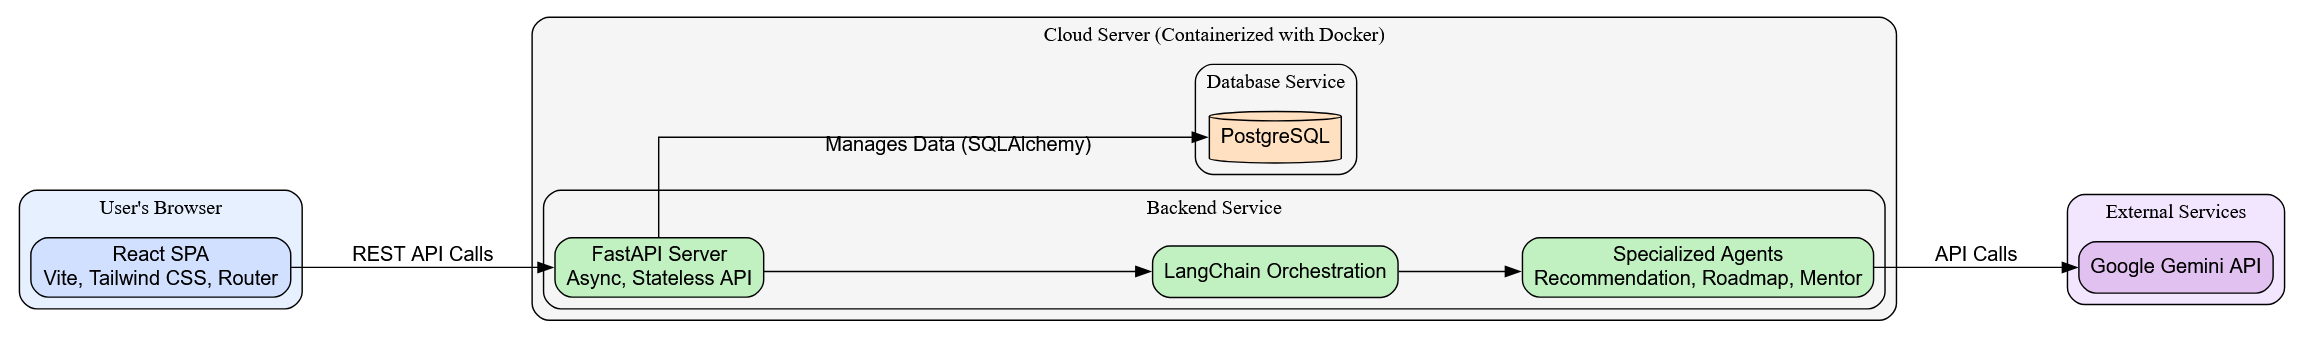 Cloud Server (Containerized with Docker)
Database Service
PostgreSQL
Manages Data (SQLAlchemy)
User's Browser
React SPA
Vite, Tailwind CSS, Router
REST API Calls
Backend Service
FastAPI Server
Async, Stateless API
LangChain Orchestration
Specialized Agents
Recommendation, Roadmap, Mentor
API Calls
External Services
Google Gemini API